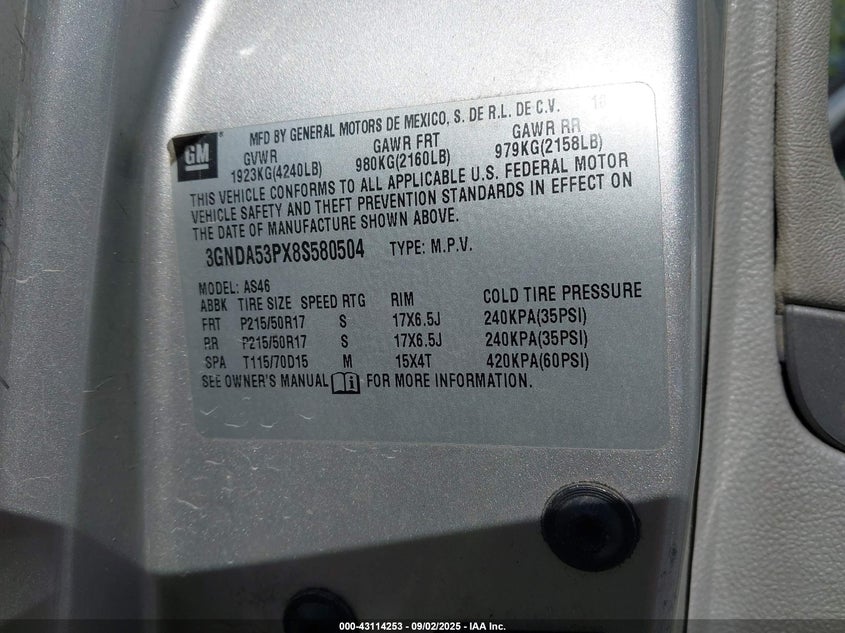 GM
MFD BY GENERAL MOTORS DE MEXICO, S. DE R.L. DE C.V. 18
GVWR GAWR FRT GAWR RR
1923KG(4240LB) 980KG(2160LB) 979KG(2158LB)
THIS VEHICLE CONFORMS TO ALL APPLICABLE U.S. FEDERAL MOTOR
VEHICLE SAFETY AND THEFT PREVENTION STANDARDS IN EFFECT ON
THE DATE OF MANUFACTURE SHOWN ABOVE.
3GNDA53PX8S580504 TYPE: M.P.V.
MODEL: AS46
ABBK TIRE SIZE SPEED RTG RIM COLD TIRE PRESSURE
FRT P215/50R17 S 17X6.5J 240KPA(35PSI)
RR P215/50R17 S 17X6.5J 240KPA(35PSI)
SPA T115/70D15 M 15X4T 420KPA(60PSI)
SEE OWNER'S MANUAL i FOR MORE INFORMATION.
000-43114253 - 09/02/2025 - IAA Inc.